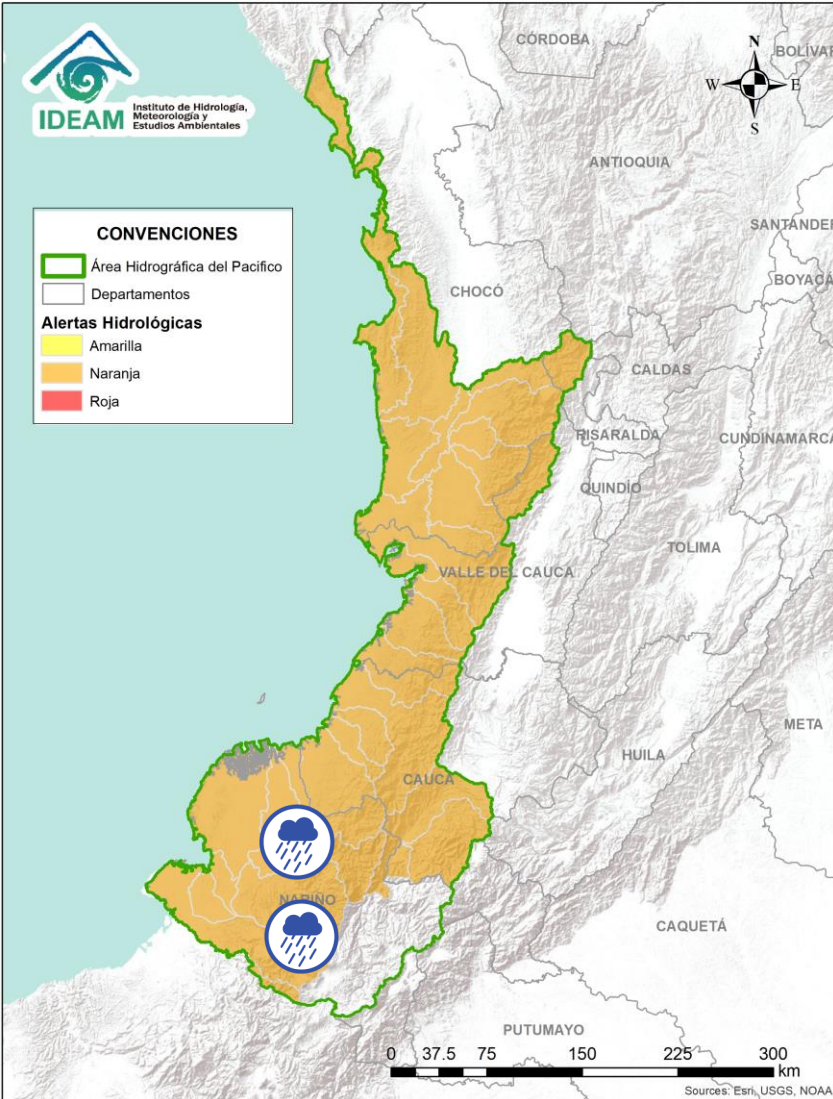 IDEAM
Instituto de Hidrología,
Meteorología y
Estudios Ambientales
N
W
E
S
CÓRDOBA
BOLÍVAR
ANTIOQUIA
SANTANDER
BOYACÁ
CONVENCIONES
Área Hidrográfica del Pacifico
Departamentos
Alertas Hidrológicas
Amarilla
Naranja
Roja
CHOCÓ
CALDAS
RISARALDA
CUNDINAMARCA
QUINDÍO
TOLIMA
VALLE DEL CAUCA
META
HUILA
CAUCA
NARIÑO
CAQUETÁ
PUTUMAYO
0 37.5 75 150 225 300
km
Sources: Esri, USGS, NOAA